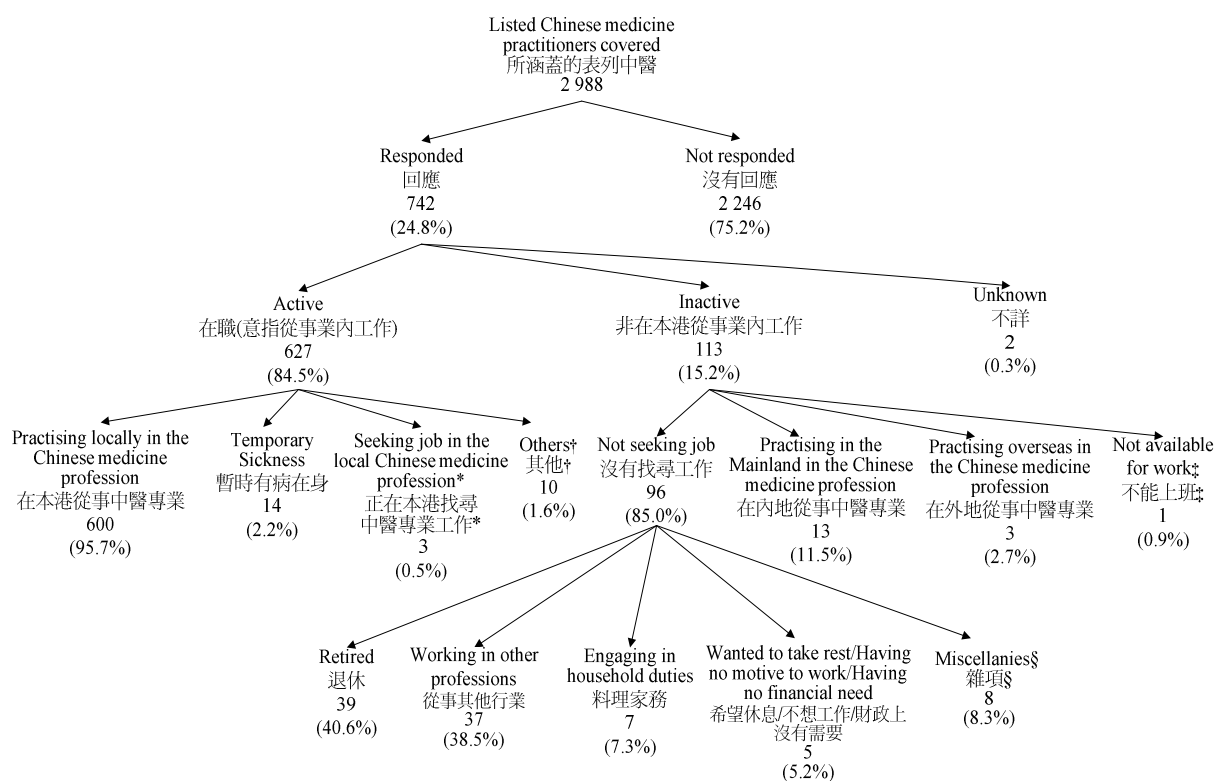 Listed Chinese medicine
practitioners covered
所涵蓋的表列中醫
2 988
Responded
回應
742
(24.8%)
Not responded
沒有回應
2 246
(75.2%)
Active
在職(意指從事業內工作)
627
(84.5%)
Inactive
非在本港從事業內工作
113
(15.2%)
Unknown
不詳
2
(0.3%)
Practising locally in the
Chinese medicine
profession
在本港從事中醫專業
600
(95.7%)
Temporary
Sickness
暫時有病在身
14
(2.2%)
Seeking job in the
local Chinese medicine
profession*
正在本港找尋
中醫專業工作*
3
(0.5%)
Others†
其他†
10
(1.6%)
Not seeking job
沒有找尋工作
96
(85.0%)
Practising in the
Mainland in the Chinese
medicine profession
在內地從事中醫專業
13
(11.5%)
Practising overseas in
the Chinese medicine
profession
在外地從事中醫專業
3
(2.7%)
Not available
for work‡
不能上班‡
1
(0.9%)
Retired
退休
39
(40.6%)
Working in other
professions
從事其他行業
37
(38.5%)
Engaging in
household duties
料理家務
7
(7.3%)
Wanted to take rest/Having
no motive to work/Having
no financial need
希望休息/不想工作/財政上
沒有需要
5
(5.2%)
Miscellanies§
雜項§
8
(8.3%)